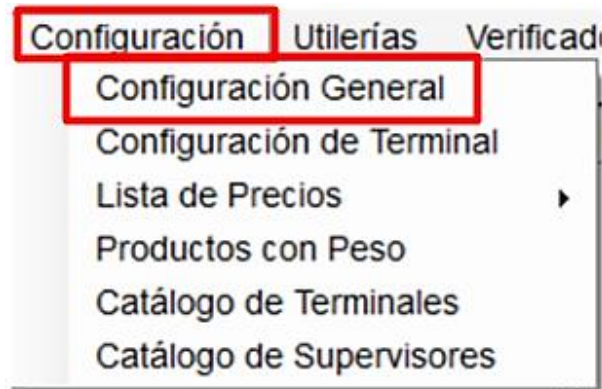 Configuración Utilerías
Configuración General
Configuración de Terminal
Lista de Precios
Productos con Peso
Catálogo de Terminales
Catálogo de Supervisores